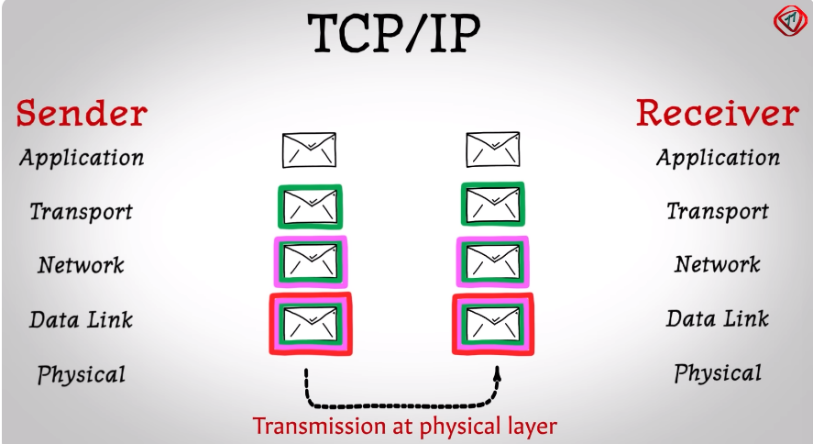 TCP/IP
Sender
Application
Transport
Network
Data Link
Physical
Receiver
Application
Transport
Network
Data Link
Physical
Transmission at physical layer